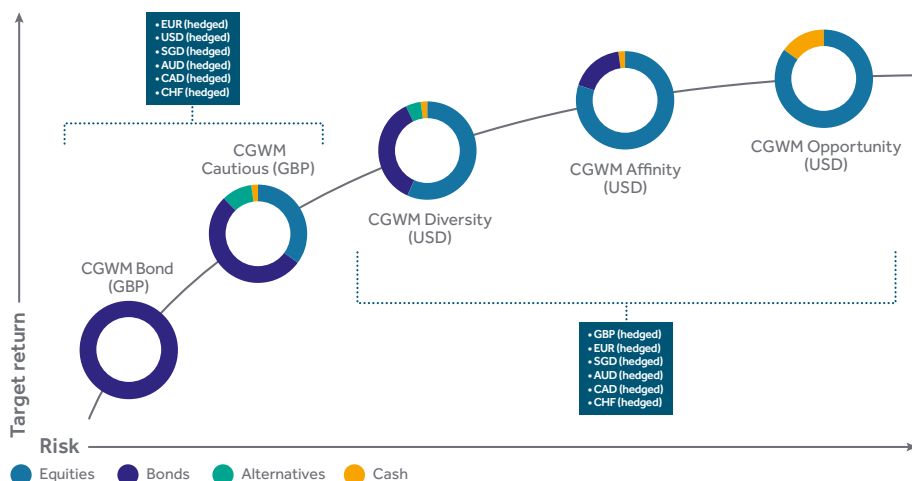 • EUR (hedged)
• USD (hedged)
• SGD (hedged)
• AUD (hedged)
• CAD (hedged)
• CHF (hedged)
CGWM
Cautious (GBP)
CGWM Opportunity
(USD)
CGWM Affinity
(USD)
CGWM Diversity
(USD)
CGWM Bond
(GBP)
• GBP (hedged)
• EUR (hedged)
• SGD (hedged)
• AUD (hedged)
• CAD (hedged)
• CHF (hedged)
Target return
Risk
Equities
Bonds
Alternatives
Cash